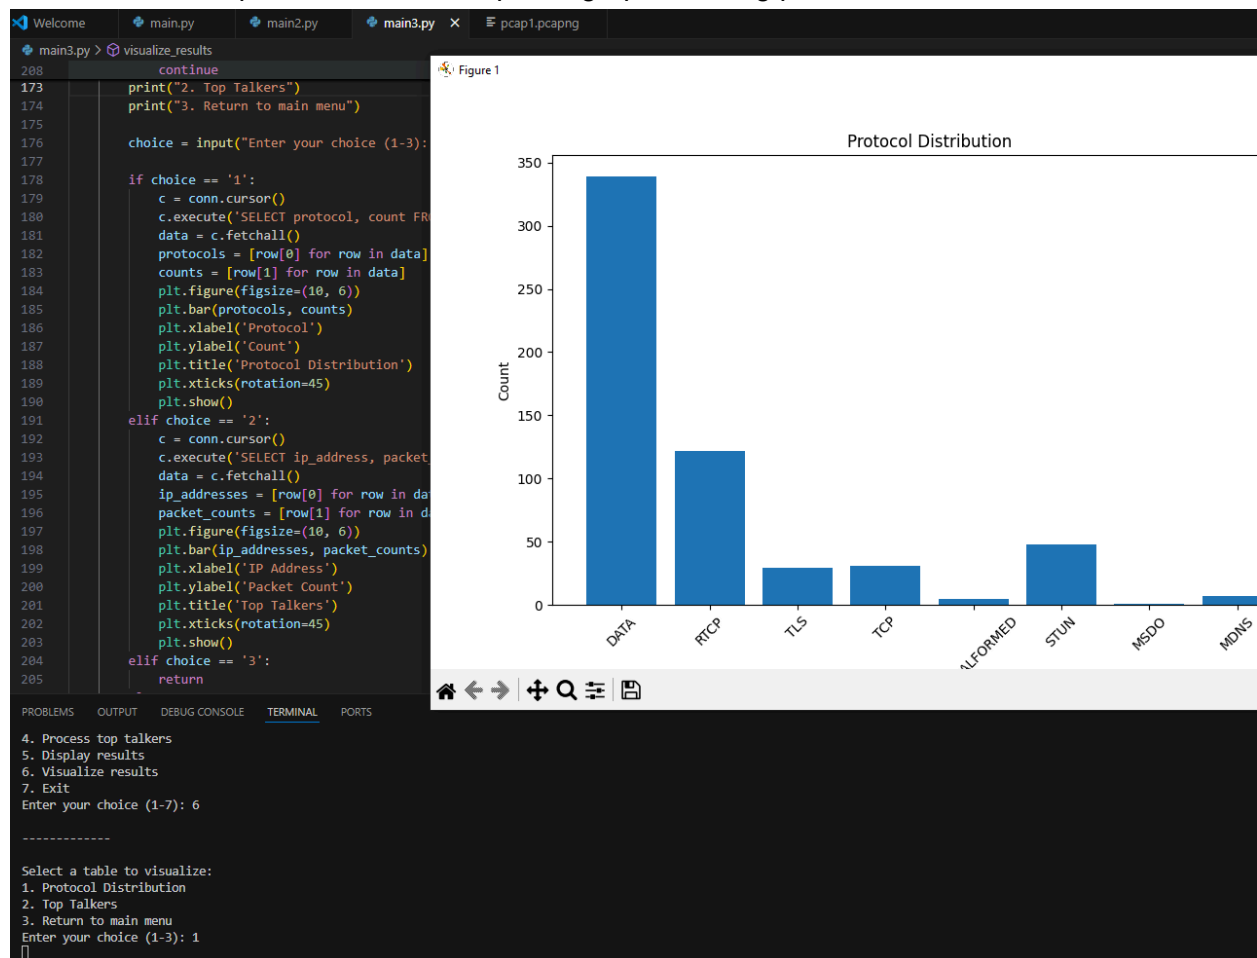 Welcome
main.py
main2.py
main3.py
pcap1.pcapng
main3.py > visualize_results
208 continue
173 print("2. Top Talkers")
174 print("3. Return to main menu")
175
176 choice = input("Enter your choice (1-3):
177
178 if choice == '1':
179 c = conn.cursor()
180 c.execute('SELECT protocol, count FR
181 data = c.fetchall()
182 protocols = [row[0] for row in data]
183 counts = [row[1] for row in data]
184 plt.figure(figsize=(10, 6))
185 plt.bar(protocols, counts)
186 plt.xlabel('Protocol')
187 plt.ylabel('Count')
188 plt.title('Protocol Distribution')
189 plt.xticks(rotation=45)
190 plt.show()
191 elif choice == '2':
192 c = conn.cursor()
193 c.execute('SELECT ip_address, packet_
194 data = c.fetchall()
195 ip_addresses = [row[0] for row in da
196 packet_counts = [row[1] for row in d
197 plt.figure(figsize=(10, 6))
198 plt.bar(ip_addresses, packet_counts)
199 plt.xlabel('IP Address')
200 plt.ylabel('Packet Count')
201 plt.title('Top Talkers')
202 plt.xticks(rotation=45)
203 plt.show()
204 elif choice == '3':
205 return
Figure 1
Protocol Distribution
350
300
250
200
150
100
50
0
Count
DATA
RTCP
TLS
TCP
ALFORMED
STUN
MSDO
MDNS
PROBLEMS OUTPUT DEBUG CONSOLE TERMINAL PORTS
4. Process top talkers
5. Display results
6. Visualize results
7. Exit
Enter your choice (1-7): 6
-------------
Select a table to visualize:
1. Protocol Distribution
2. Top Talkers
3. Return to main menu
Enter your choice (1-3): 1